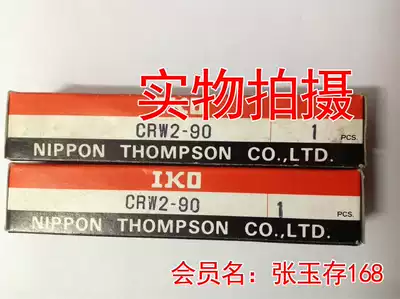 实物拍摄
IKO
CRW2-90 1 PCS.
NIPPON THOMPSON CO.,LTD.
IKO
CRW2-90 1 PCS.
NIPPON THOMPSON CO.,LTD.
会员名：张玉存168